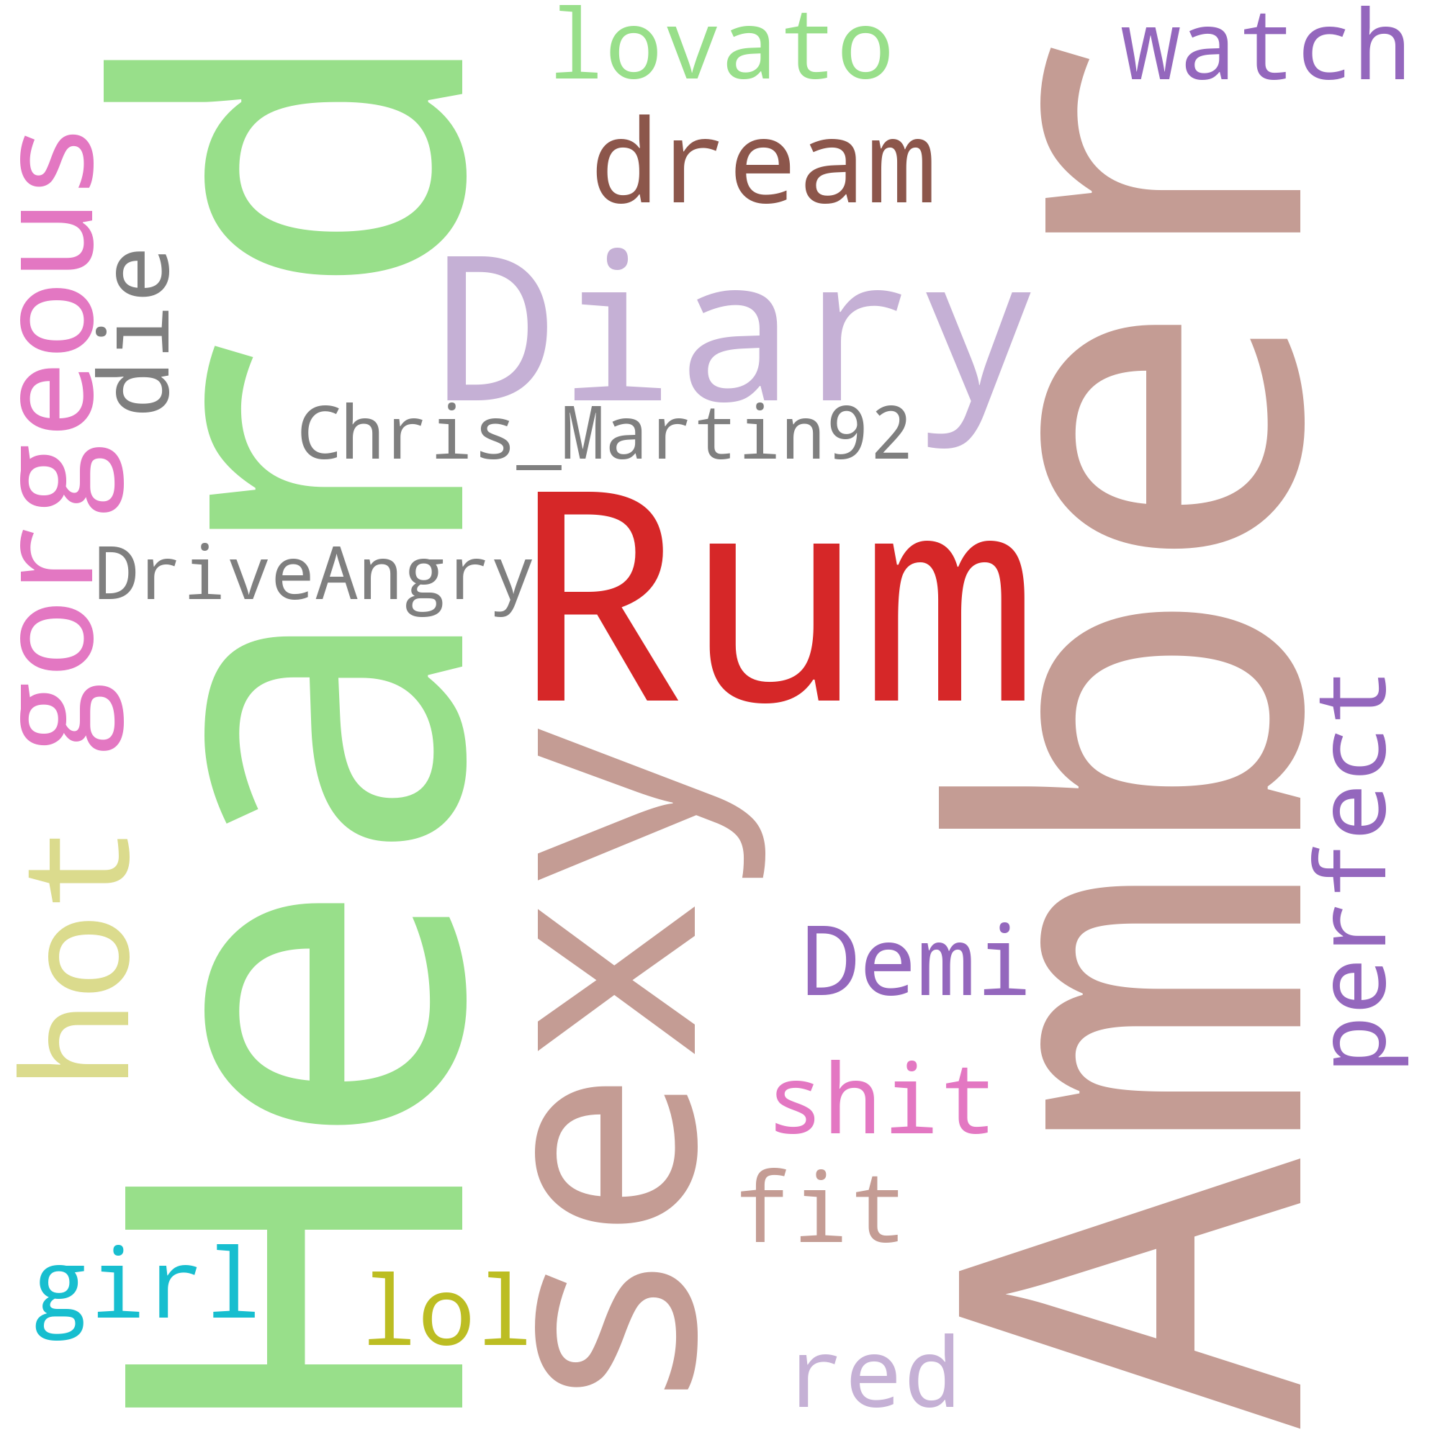 lovato
watch
dream
gorgeous
die
Heard
Diary
Amber
Chris_Martin92
Rum
DriveAngry
sexy
perfect
hot
Demi
shit
fit
girl
lol
red